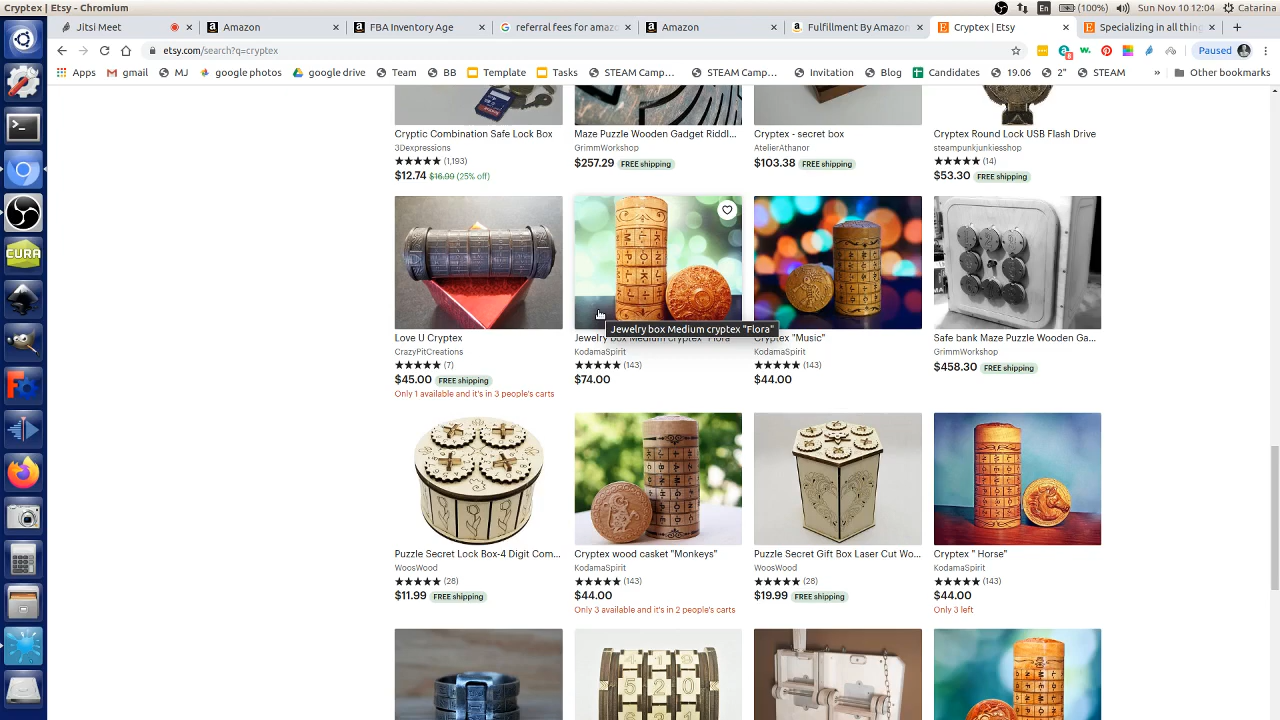 Cryptex | Etsy - Chromium
En
(100%)
Sun Nov 10 12:04
Catarina
Jitsi Meet
Amazon
FBA Inventory Age
referral fees for amazo
Amazon
Fulfillment By Amazon
Cryptex | Etsy
Specializing in all thing
etsy.com/search?q=cryptex
8
w.
Paused
Apps
gmail
MJ
google photos
google drive
Team
BB
Template
Tasks
STEAM Camp...
STEAM Camp...
Invitation
Blog
Candidates
19.06
2"
STEAM
»
Other bookmarks
CURA
Cryptic Combination Safe Lock Box
3Dexpressions
(1,193)
$12.74 $16.99 (25% off)
Maze Puzzle Wooden Gadget Riddl...
GrimmWorkshop
$257.29 FREE shipping
Cryptex - secret box
AtelierAthanor
$103.38 FREE shipping
Cryptex Round Lock USB Flash Drive
steampunkjunkiesshop
(14)
$53.30 FREE shipping
Love U Cryptex
CrazyPitCreations
(7)
$45.00 FREE shipping
Only 1 available and it's in 3 people's carts
Jewelry box Medium cryptex "Flora"
Jewelry box Medium cryptex "Flora"
KodamaSpirit
(143)
$74.00
Cryptex "Music"
KodamaSpirit
(143)
$44.00
Safe bank Maze Puzzle Wooden Ga...
GrimmWorkshop
$458.30 FREE shipping
Puzzle Secret Lock Box-4 Digit Com...
WoosWood
(28)
$11.99 FREE shipping
Cryptex wood casket "Monkeys"
KodamaSpirit
(143)
$44.00
Only 3 available and it's in 2 people's carts
Puzzle Secret Gift Box Laser Cut Wo...
WoosWood
(28)
$19.99 FREE shipping
Cryptex " Horse"
KodamaSpirit
(143)
$44.00
Only 3 left